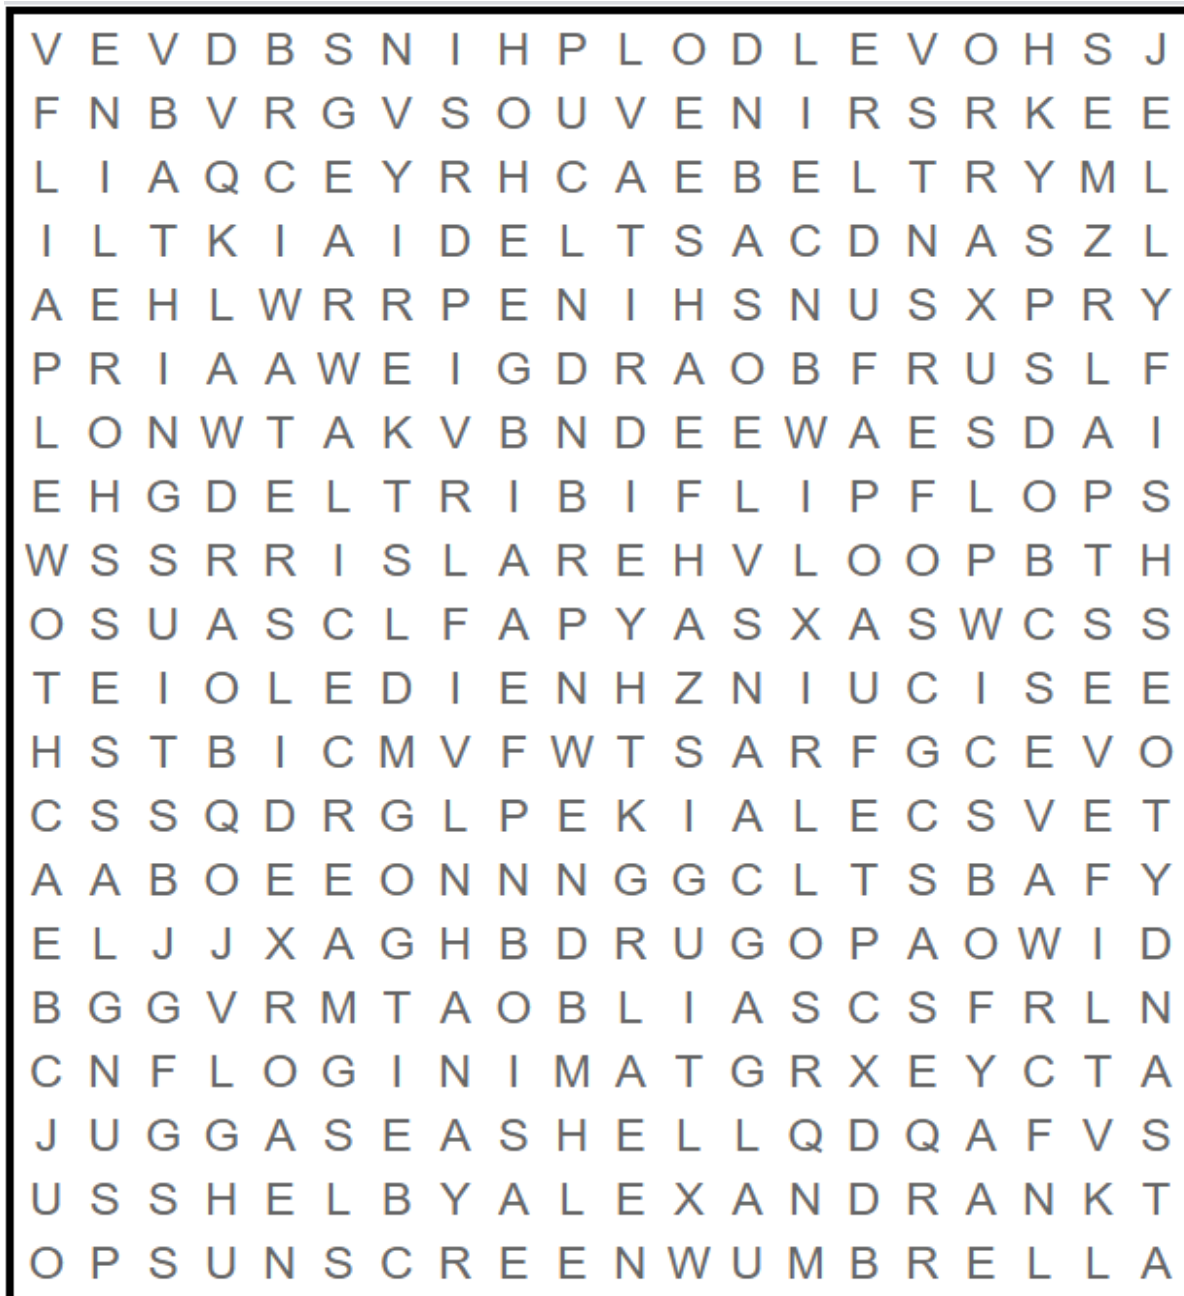 V E V D B S N I H P L O D L E V O H S J
F N B V R G V S O U V E N I R S R K E E
L I A Q C E Y R H C A E B E L T R Y M L
I L T K I A I D E L T S A C D N A S Z L
A E H L W R R P E N I H S N U S X P R Y
P R I A A W E I G D R A O B F R U S L F
L O N W T A K V B N D E E W A E S D A I
E H G D E L T R I B I F L I P F L O P S
W S S R R I S L A R E H V L O O P B T H
O S U A S C L F A P Y A S X A S W C S S
T E I O L E D I E N H Z N I U C I S E E
H S T B I C M V F W T S A R F G C E V O
C S S Q D R G L P E K I A L E C S V E T
A A B O E E O N N N G G C L T S B A F Y
E L J J X A G H B D R U G O P A O W I D
B G G V R M T A O B L I A S C S F R L N
C N F L O G I N I M A T G R X E Y C T A
J U G G A S E A S H E L L Q D Q A F V S
U S S H E L B Y A L E X A N D R A N K T
O P S U N S C R E E N W U M B R E L L A